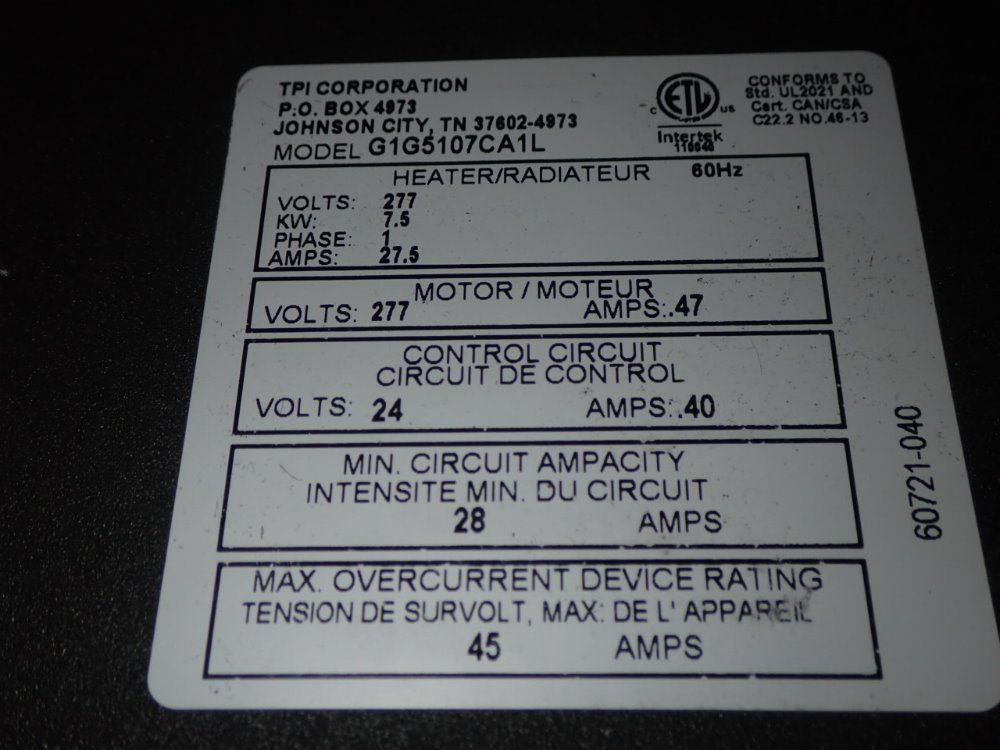 TPI CORPORATION
P.O. BOX 4973
JOHNSON CITY, TN 37602-4973
MODEL G1G5107CA1L
C ETL US
Intertek
CONFORMS TO
Std. UL2021 AND
Cert. CAN/CSA
C22.2 NO.46-13
HEATER/RADIATEUR 60Hz
VOLTS: 277
KW: 7.5
PHASE: 1
AMPS: 27.5
MOTOR / MOTEUR
VOLTS: 277 AMPS: .47
CONTROL CIRCUIT
CIRCUIT DE CONTROL
VOLTS: 24 AMPS: .40
MIN. CIRCUIT AMPACITY
INTENSITE MIN. DU CIRCUIT
28 AMPS
MAX. OVERCURRENT DEVICE RATING
TENSION DE SURVOLT, MAX. DE L' APPAREIL
45 AMPS
60721-040